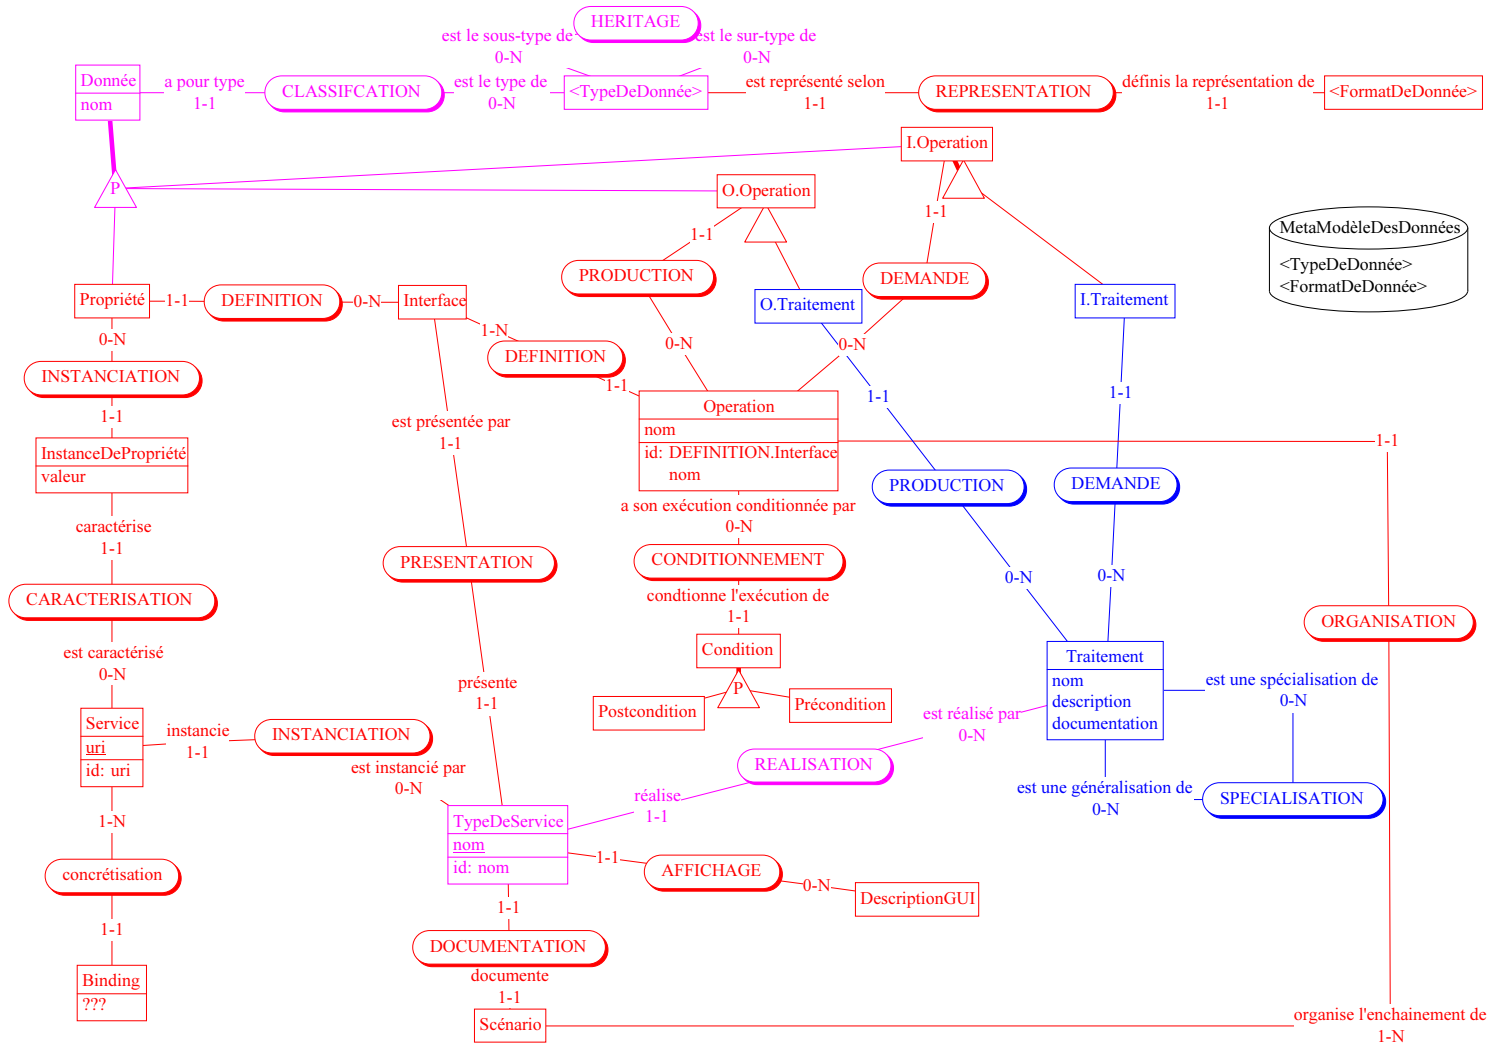 HERITAGE
est le sous-type de
0-N
est le sur-type de
0-N
Donnée
nom
a pour type
1-1
CLASSIFCATION
est le type de
0-N
<TypeDeDonnée>
est représenté selon
1-1
REPRESENTATION
définis la représentation de
1-1
<FormatDeDonnée>
P
I.Operation
O.Operation
1-1
1-1
MetaModèleDesDonnées
<TypeDeDonnée>
<FormatDeDonnée>
PRODUCTION
DEMANDE
Propriété
1-1
DEFINITION
0-N
Interface
O.Traitement
I.Traitement
0-N
1-N
DEFINITION
1-1
0-N
0-N
INSTANCIATION
1-1
1-1
1-1
InstanceDePropriété
valeur
est présentée par
1-1
Operation
nom
id: DEFINITION.Interface
nom
1-1
PRODUCTION
DEMANDE
caractérise
1-1
a son exécution conditionnée par
0-N
PRESENTATION
CONDITIONNEMENT
0-N
0-N
CARACTERISATION
condtionne l'exécution de
1-1
ORGANISATION
est caractérisé
0-N
Condition
Traitement
nom
description
documentation
présente
1-1
P
Postcondition
Précondition
est une spécialisation de
0-N
Service
uri
id: uri
instancie
1-1
INSTANCIATION
est réalisé par
0-N
est instancié par
0-N
REALISATION
réalise
1-1
est une généralisation de
0-N
SPECIALISATION
1-N
TypeDeService
nom
id: nom
1-1
AFFICHAGE
0-N
DescriptionGUI
concrétisation
1-1
1-1
DOCUMENTATION
documente
1-1
Binding
???
Scénario
organise l'enchainement de
1-N